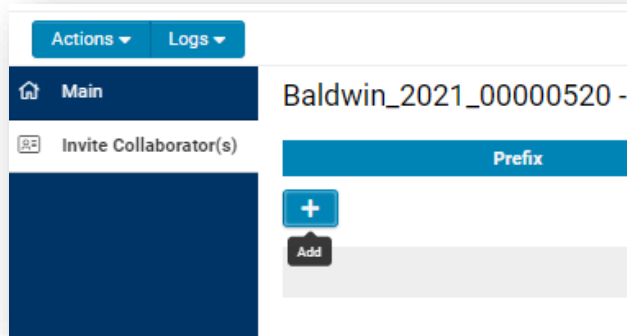 Actions Logs
Main
Baldwin_2021_00000520 -
Invite Collaborator(s)
Prefix
+
Add